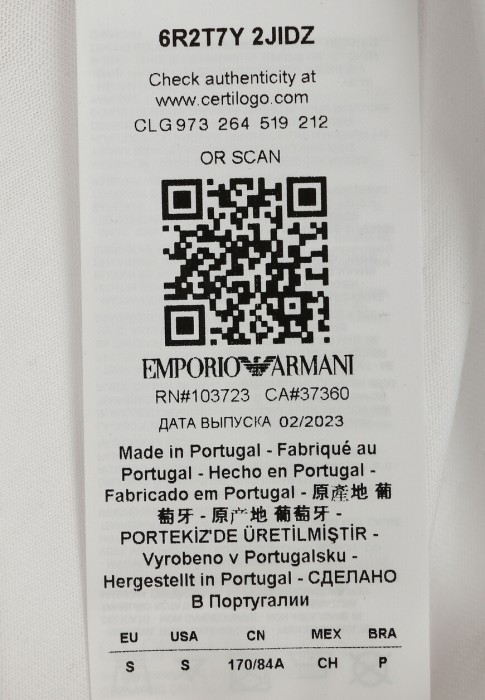 6R2T7Y 2JIDZ
Check authenticity at
www.certilogo.com
CLG 973 264 519 212
OR SCAN
EMPORIO ARMANI
RN#103723 CA#37360
ДАТА ВЫПУСКА 02/2023
Made in Portugal - Fabriqué au
Portugal - Hecho en Portugal -
Fabricado em Portugal - 原產地 葡
萄牙 - 原产地 葡萄牙 -
PORTEKİZ'DE ÜRETİLMİŞTİR -
Vyrobeno v Portugalsku -
Hergestellt in Portugal - СДЕЛАНО
В Португалии
EU USA CN MEX BRA
S S 170/84A CH P